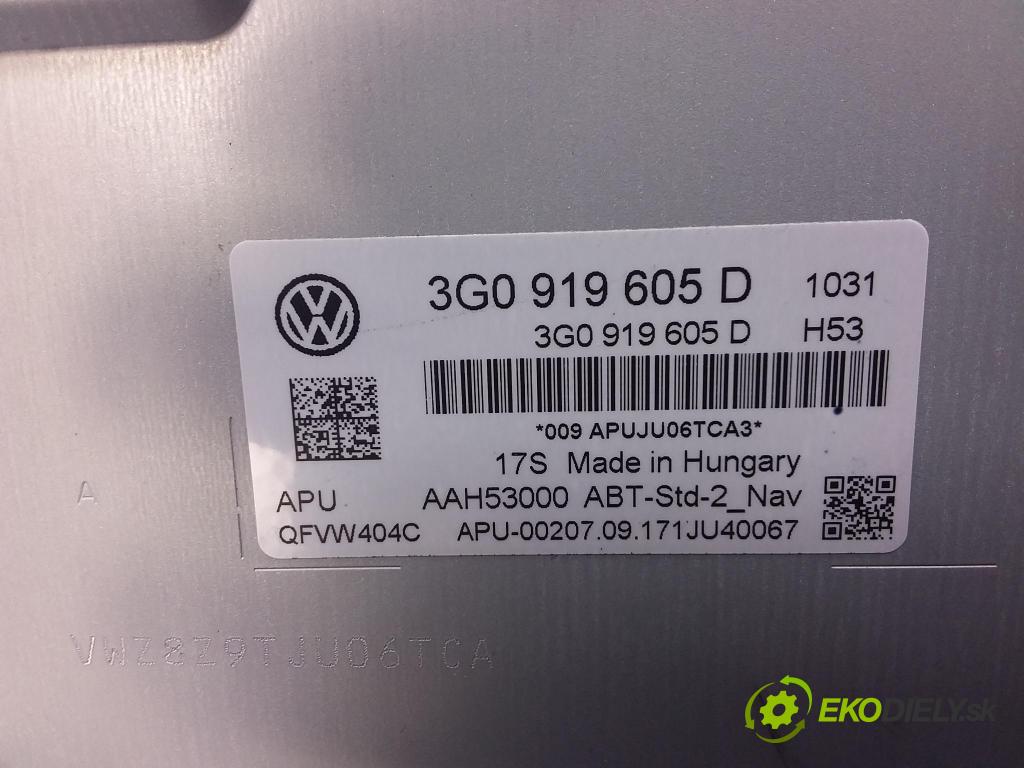 3G0 919 605 D 1031
3G0 919 605 D H53
*009 APUJU06TCA3*
17S Made in Hungary
APU AAH53000 ABT-Std-2_Nav
QFVW404C APU-00207.09.171JU40067
A
VWZ8Z9TJU06TCA
EKODIELY.sk